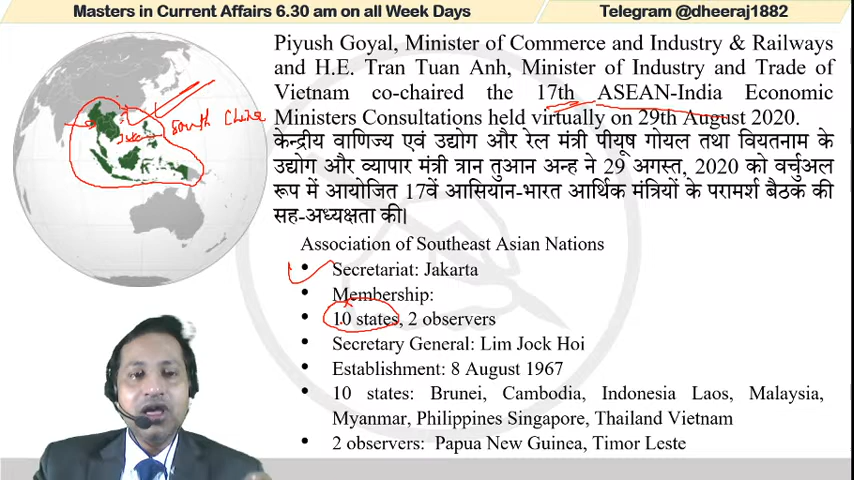 Masters in Current Affairs 6.30 am on all Week Days
Telegram @dheeraj1882
Piyush Goyal, Minister of Commerce and Industry & Railways
and H.E. Tran Tuan Anh, Minister of Industry and Trade of
Vietnam co-chaired the 17th ASEAN-India Economic
Ministers Consultations held virtually on 29th August 2020.
South China
केन्द्रीय वाणिज्य एवं उद्योग और रेल मंत्री पीयूष गोयल तथा वियतनाम के
उद्योग और व्यापार मंत्री त्रान तुआन अन्ह ने 29 अगस्त, 2020 को वर्चुअल
रूप में आयोजित 17वें आसियान-भारत आर्थिक मंत्रियों के परामर्श बैठक की
सह-अध्यक्षता की।
Association of Southeast Asian Nations
• Secretariat: Jakarta
• Membership:
• 10 states, 2 observers
• Secretary General: Lim Jock Hoi
• Establishment: 8 August 1967
• 10 states: Brunei, Cambodia, Indonesia Laos, Malaysia,
Myanmar, Philippines Singapore, Thailand Vietnam
• 2 observers: Papua New Guinea, Timor Leste